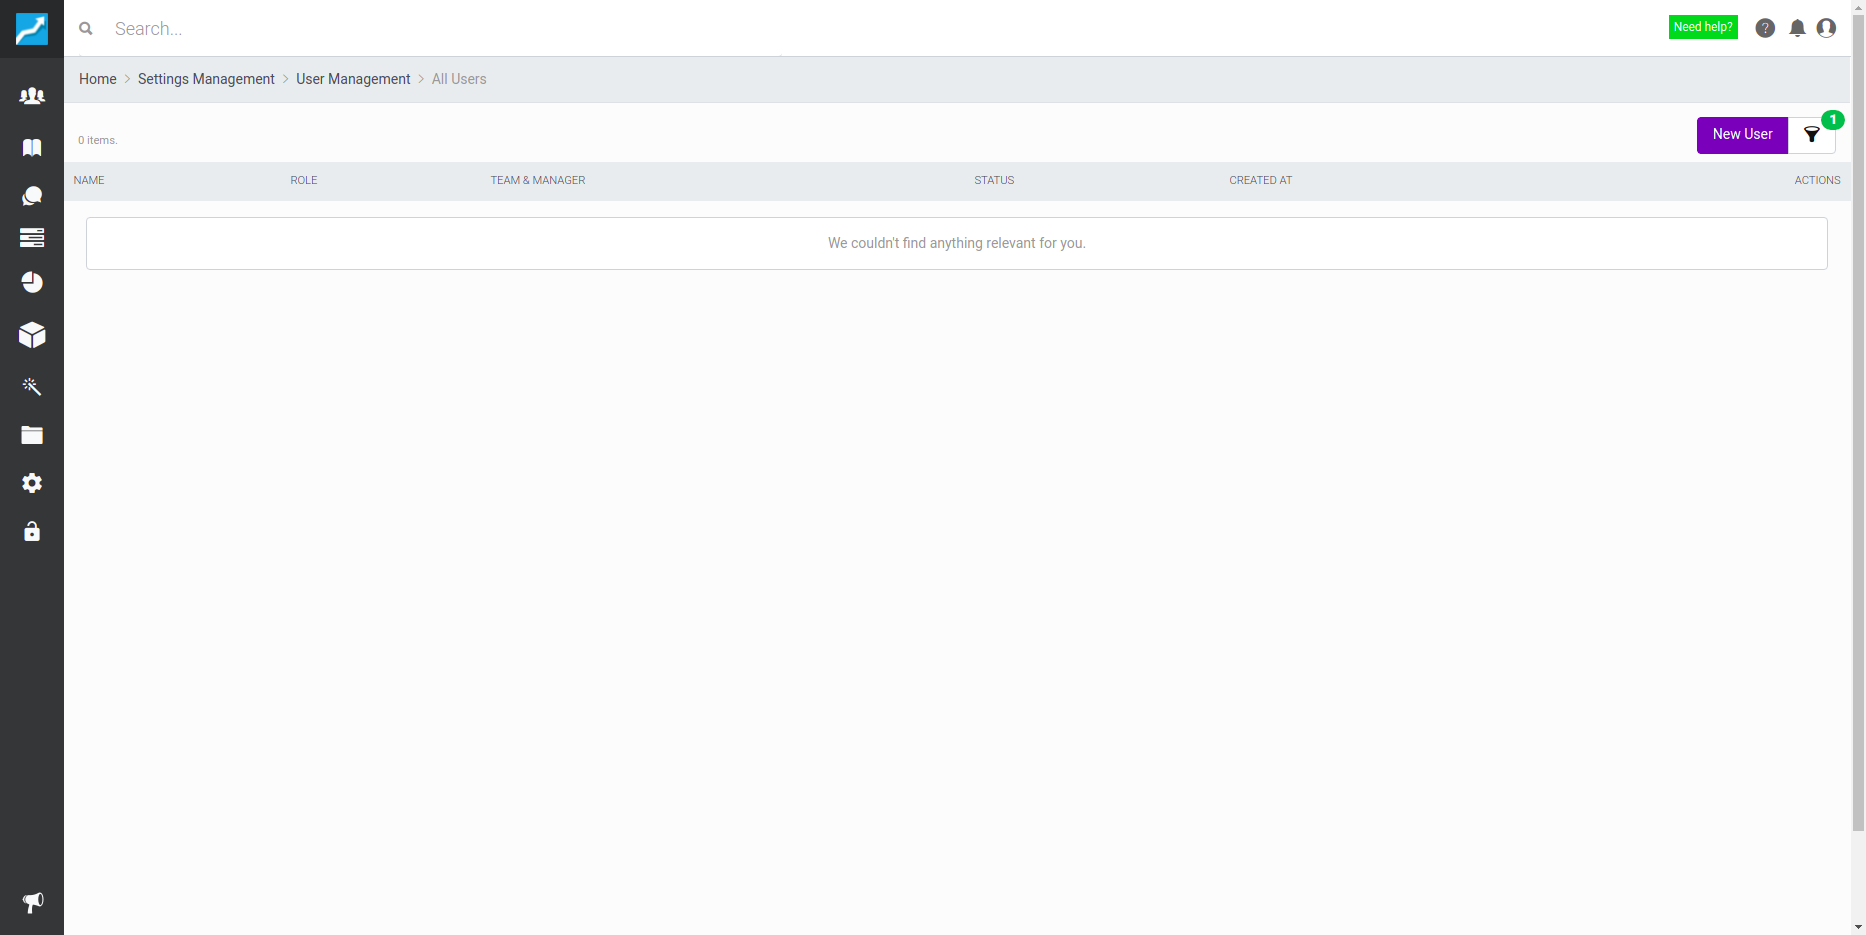 Search...
Need help?
Home > Settings Management > User Management > All Users
0 items.
New User
1
NAME ROLE TEAM & MANAGER STATUS CREATED AT ACTIONS
We couldn't find anything relevant for you.